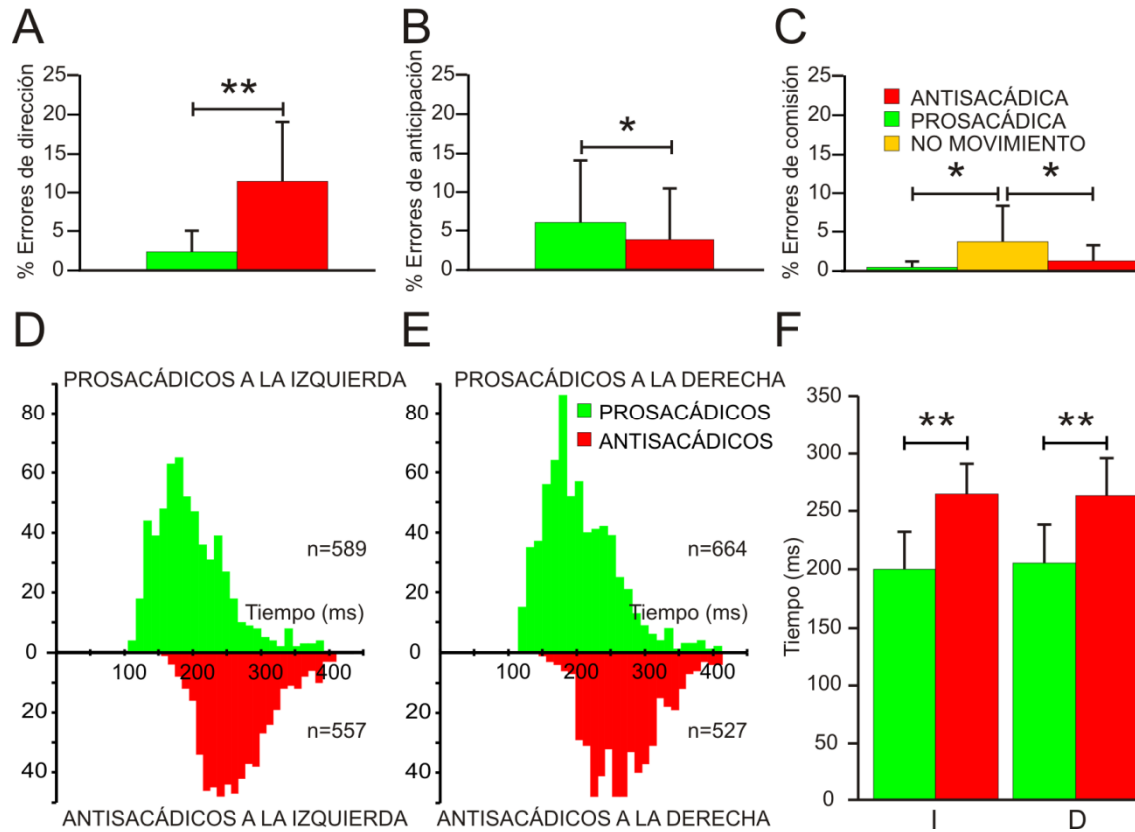 A
% Errores de dirección
25
20
15
10
5
0
**
B
% Errores de anticipación
25
20
15
10
5
0
*
C
% Errores de comisión
25
20
15
10
5
0
ANTISACÁDICA
PROSACÁDICA
NO MOVIMIENTO
*
*
D
PROSACÁDICOS A LA IZQUIERDA
80
60
40
20
0
20
40
n=589
Tiempo (ms)
100
200
300
400
n=557
ANTISACÁDICOS A LA IZQUIERDA
E
PROSACÁDICOS A LA DERECHA
PROSACÁDICOS
ANTISACÁDICOS
80
60
40
20
0
20
40
n=664
Tiempo (ms)
100
200
300
400
n=527
ANTISACÁDICOS A LA DERECHA
F
Tiempo (ms)
350
300
250
200
150
100
50
0
**
**
I
D